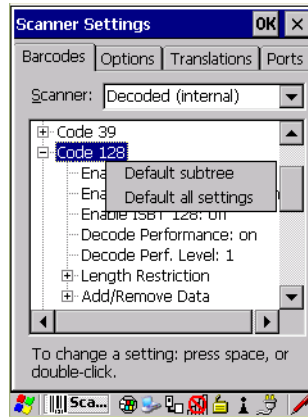 Scanner Settings OK ×
Barcodes Options Translations Ports
Scanner: Decoded (internal)
Code 39
Code 128
Ena
Default subtree
Ena
Default all settings
Enable ISBT 128: off
Decode Performance: on
Decode Perf. Level: 1
Length Restriction
Add/Remove Data
To change a setting: press space, or
double-click.
Sca...